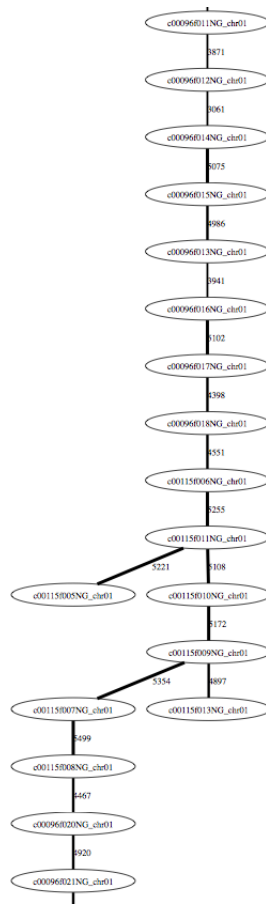 c00096f011NG_chr01
3871
c00096f012NG_chr01
3061
c00096f014NG_chr01
5075
c00096f015NG_chr01
4986
c00096f013NG_chr01
3941
c00096f016NG_chr01
5102
c00096f017NG_chr01
4398
c00096f018NG_chr01
4551
c00115f006NG_chr01
5255
c00115f011NG_chr01
5221 5108
c00115f005NG_chr01 c00115f010NG_chr01
5172
c00115f009NG_chr01
5354 4897
c00115f007NG_chr01 c00115f013NG_chr01
5499
c00115f008NG_chr01
4467
c00096f020NG_chr01
4920
c00096f021NG_chr01